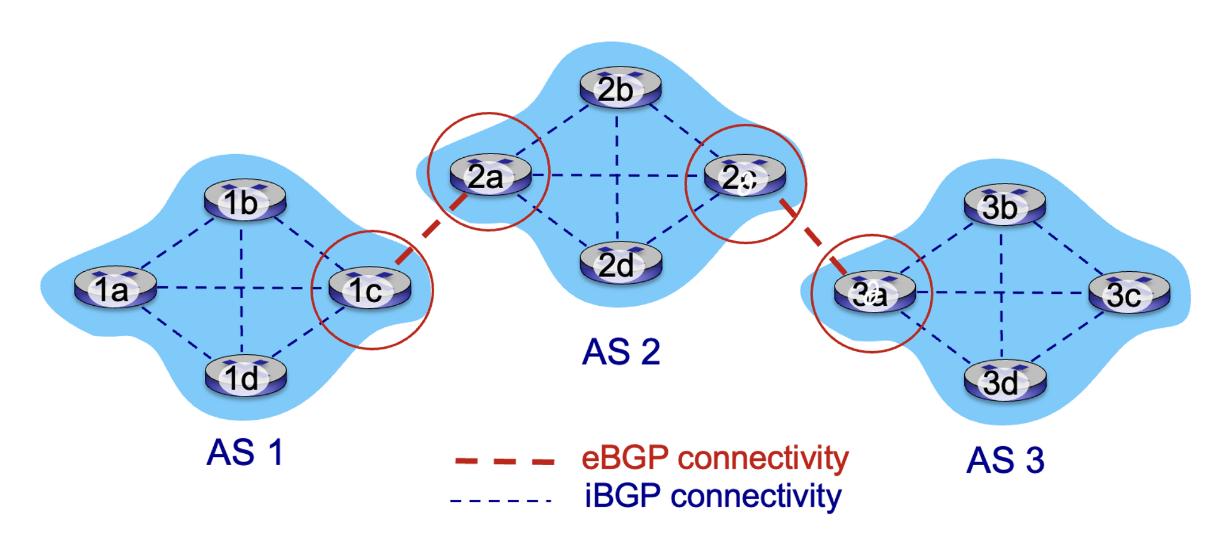 2b
2a
2c
1b
3b
1a
1c
2d
3a
3c
AS 2
1d
3d
AS 1
AS 3
eBGP connectivity
iBGP connectivity